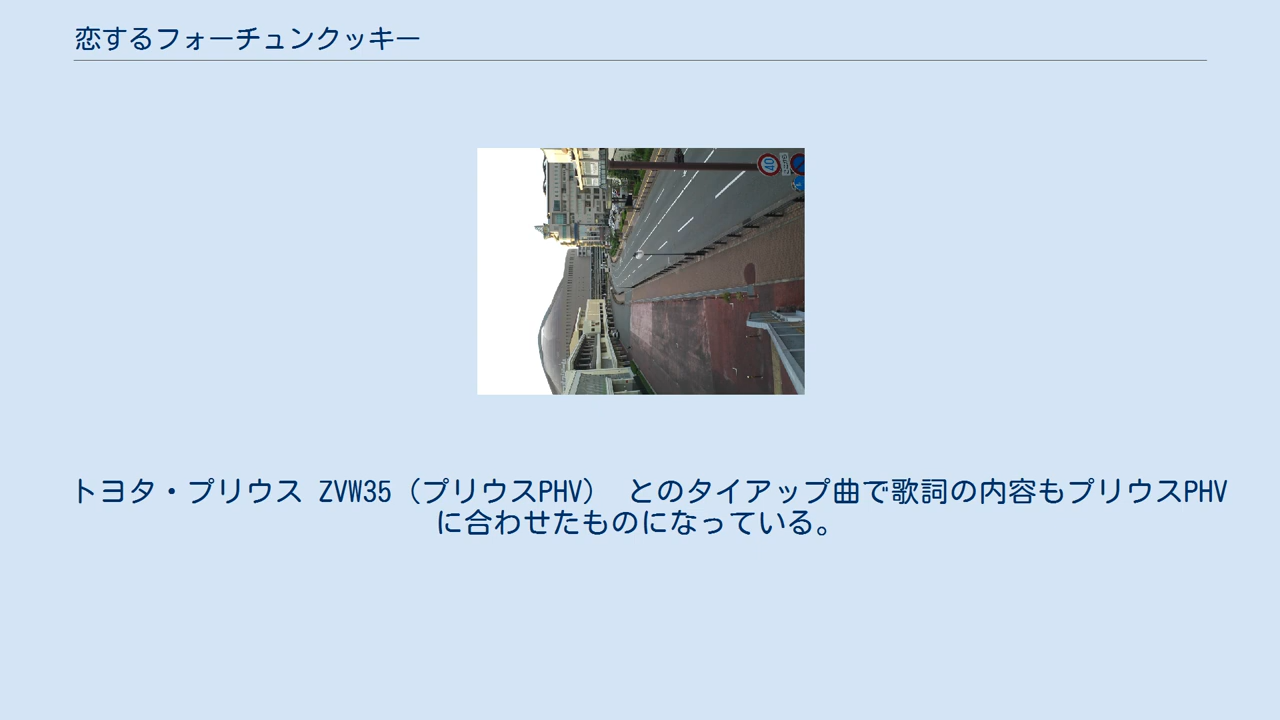 恋するフォーチュンクッキー
40
トヨタ・プリウス ZVW35（プリウスPHV） とのタイアップ曲で歌詞の内容もプリウスPHV
に合わせたものになっている。